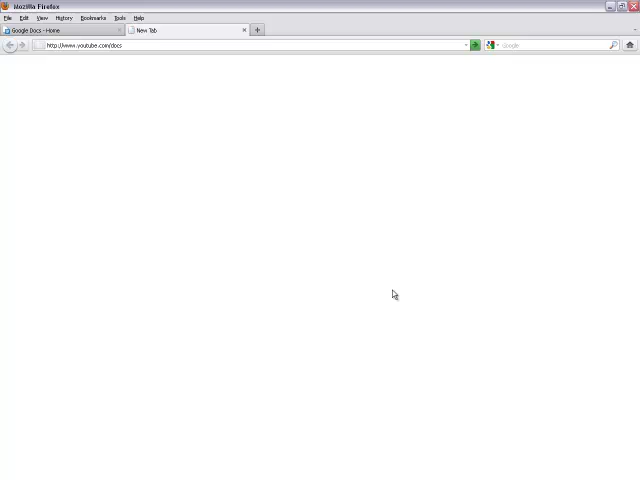 Mozilla Firefox
File Edit View History Bookmarks Tools Help
Google Docs - Home New Tab
http://www.youtube.com/docs Google